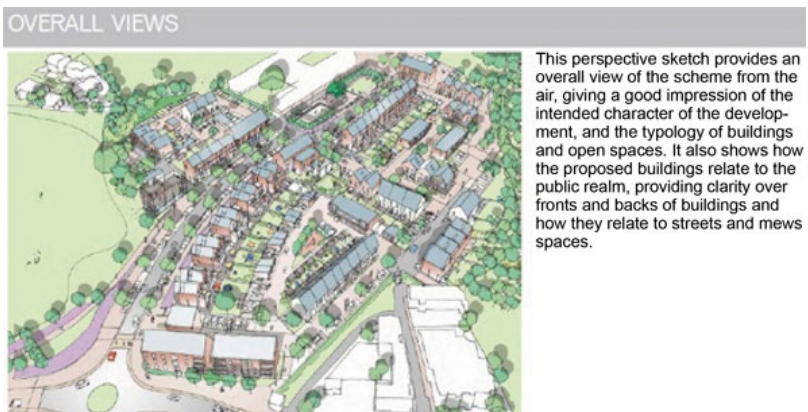 OVERALL VIEWS
This perspective sketch provides an
overall view of the scheme from the
air, giving a good impression of the
intended character of the develop-
ment, and the typology of buildings
and open spaces. It also shows how
the proposed buildings relate to the
public realm, providing clarity over
fronts and backs of buildings and
how they relate to streets and mews
spaces.